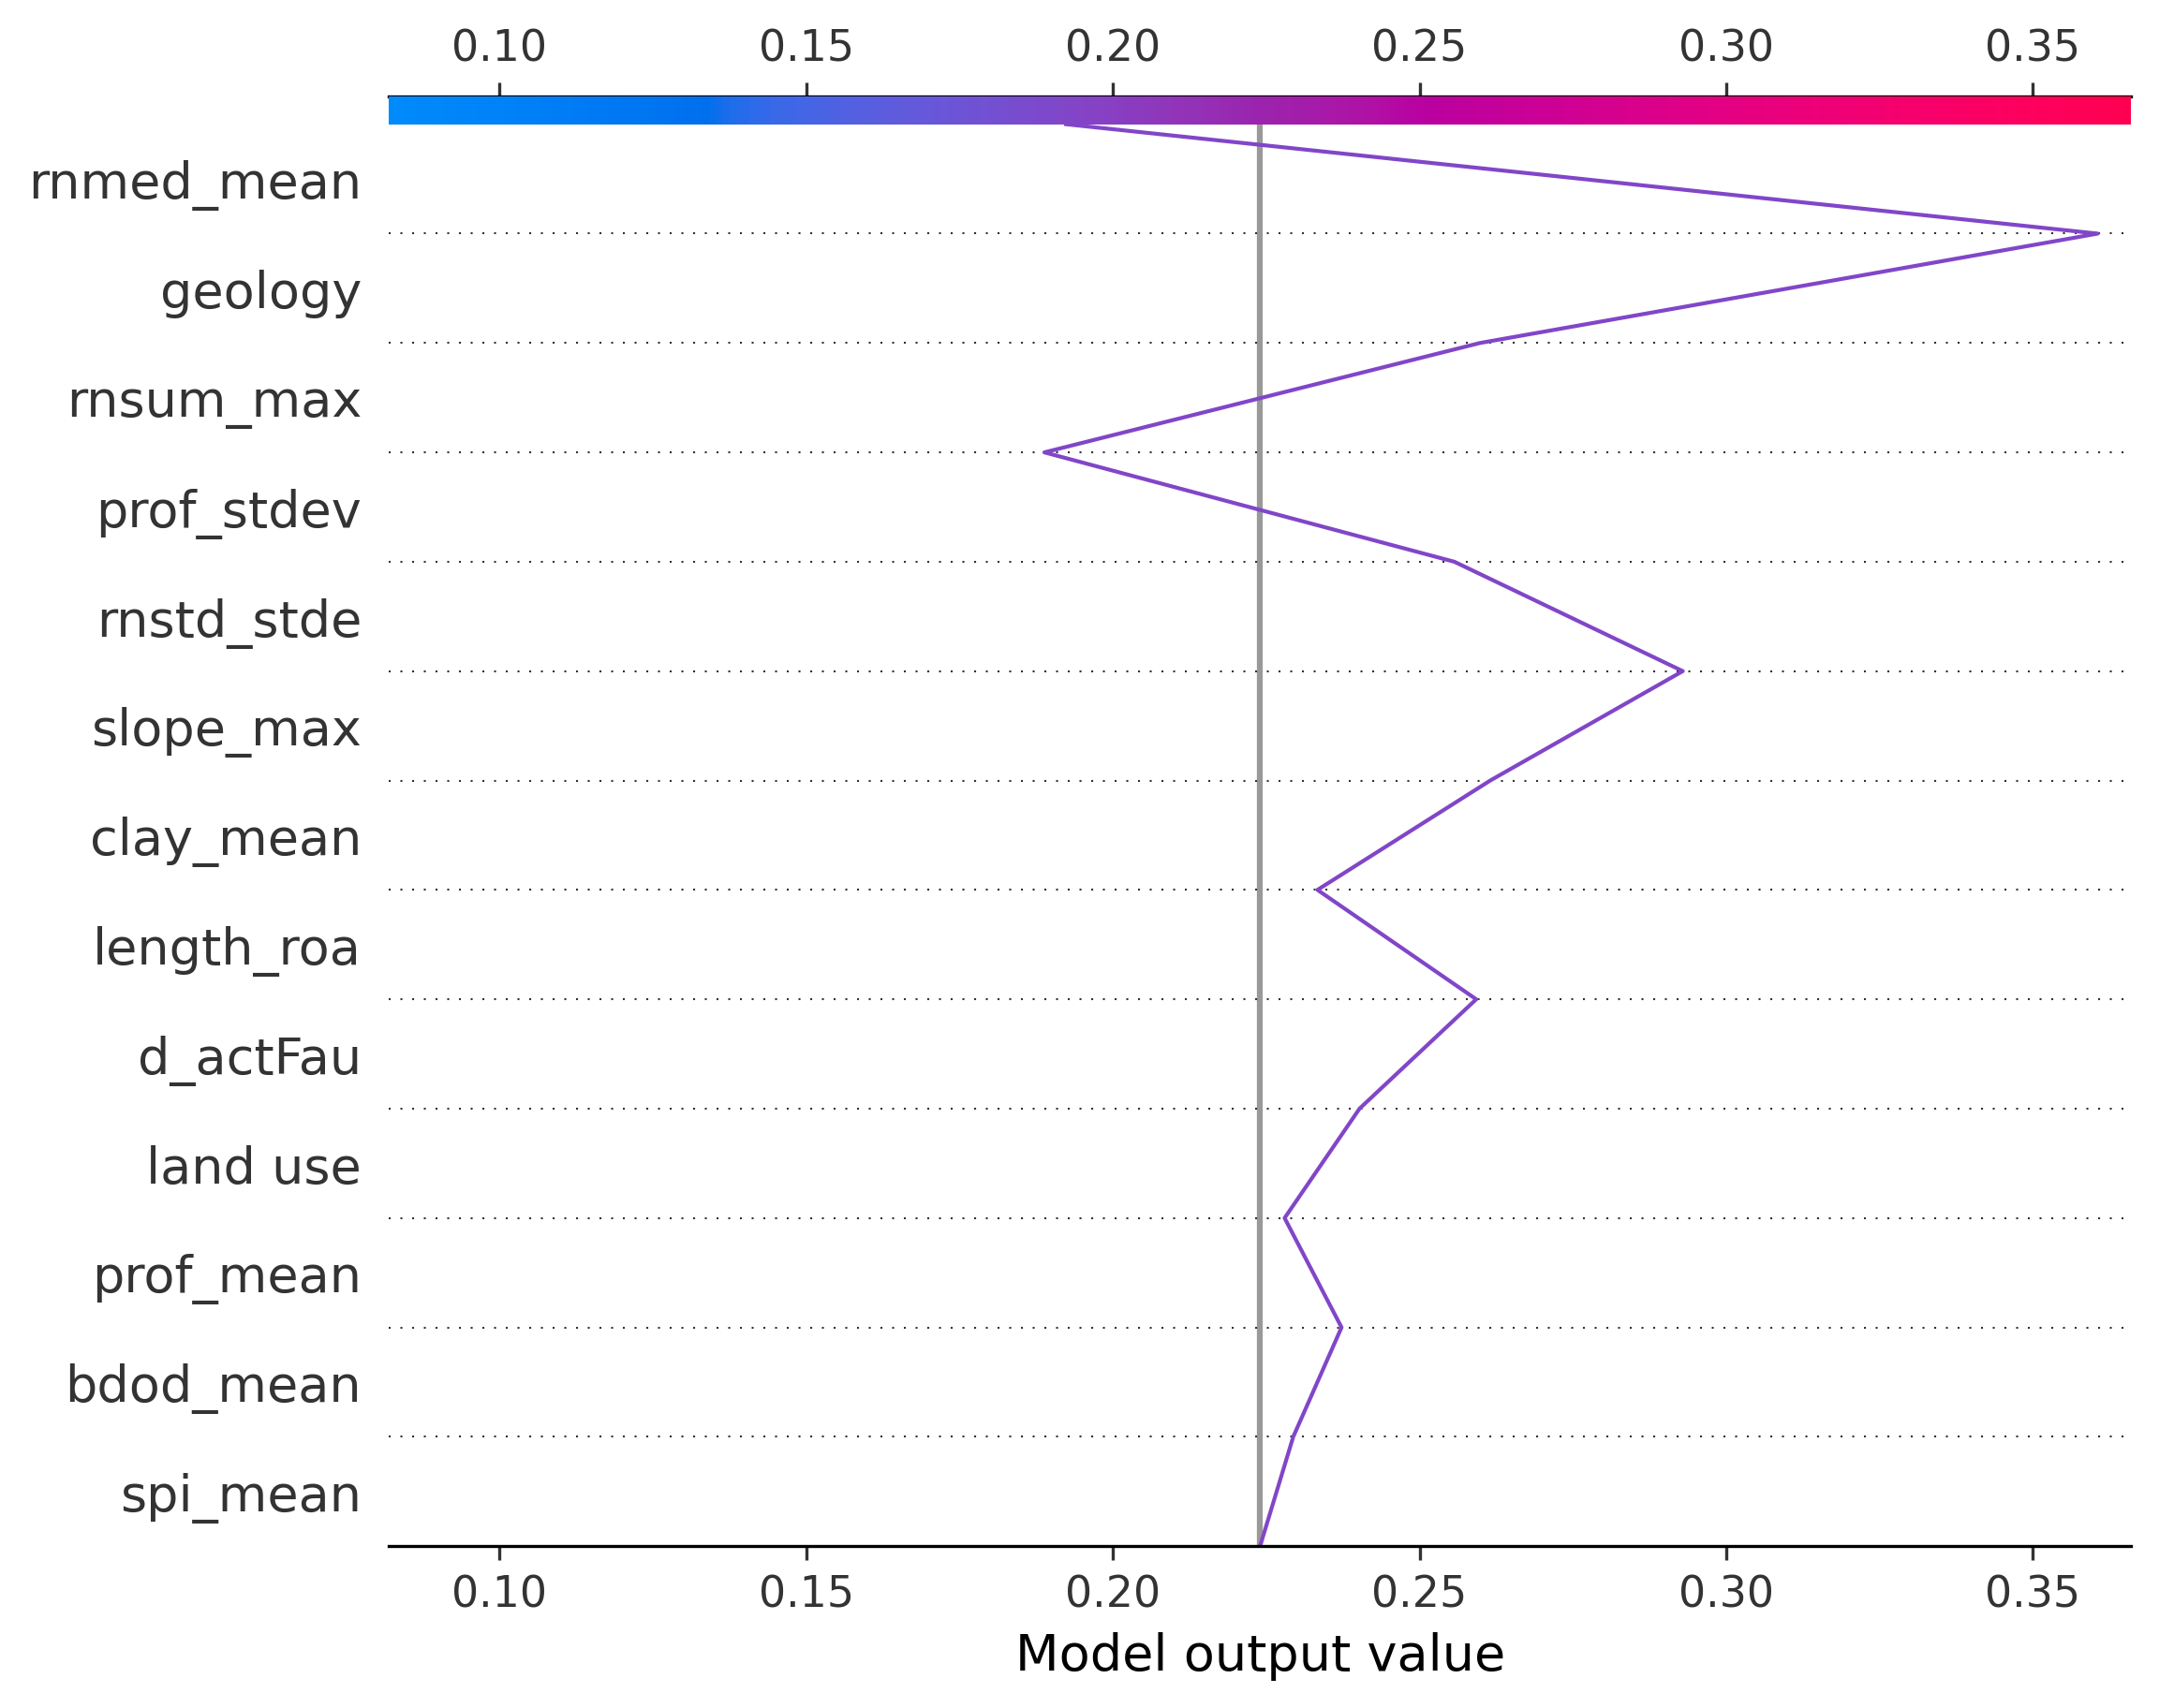 0.10 0.15 0.20 0.25 0.30 0.35
rnmed_mean
geology
rnsum_max
prof_stdev
rnstd_stde
slope_max
clay_mean
length_roa
d_actFau
land use
prof_mean
bdod_mean
spi_mean
0.10 0.15 0.20 0.25 0.30 0.35
Model output value